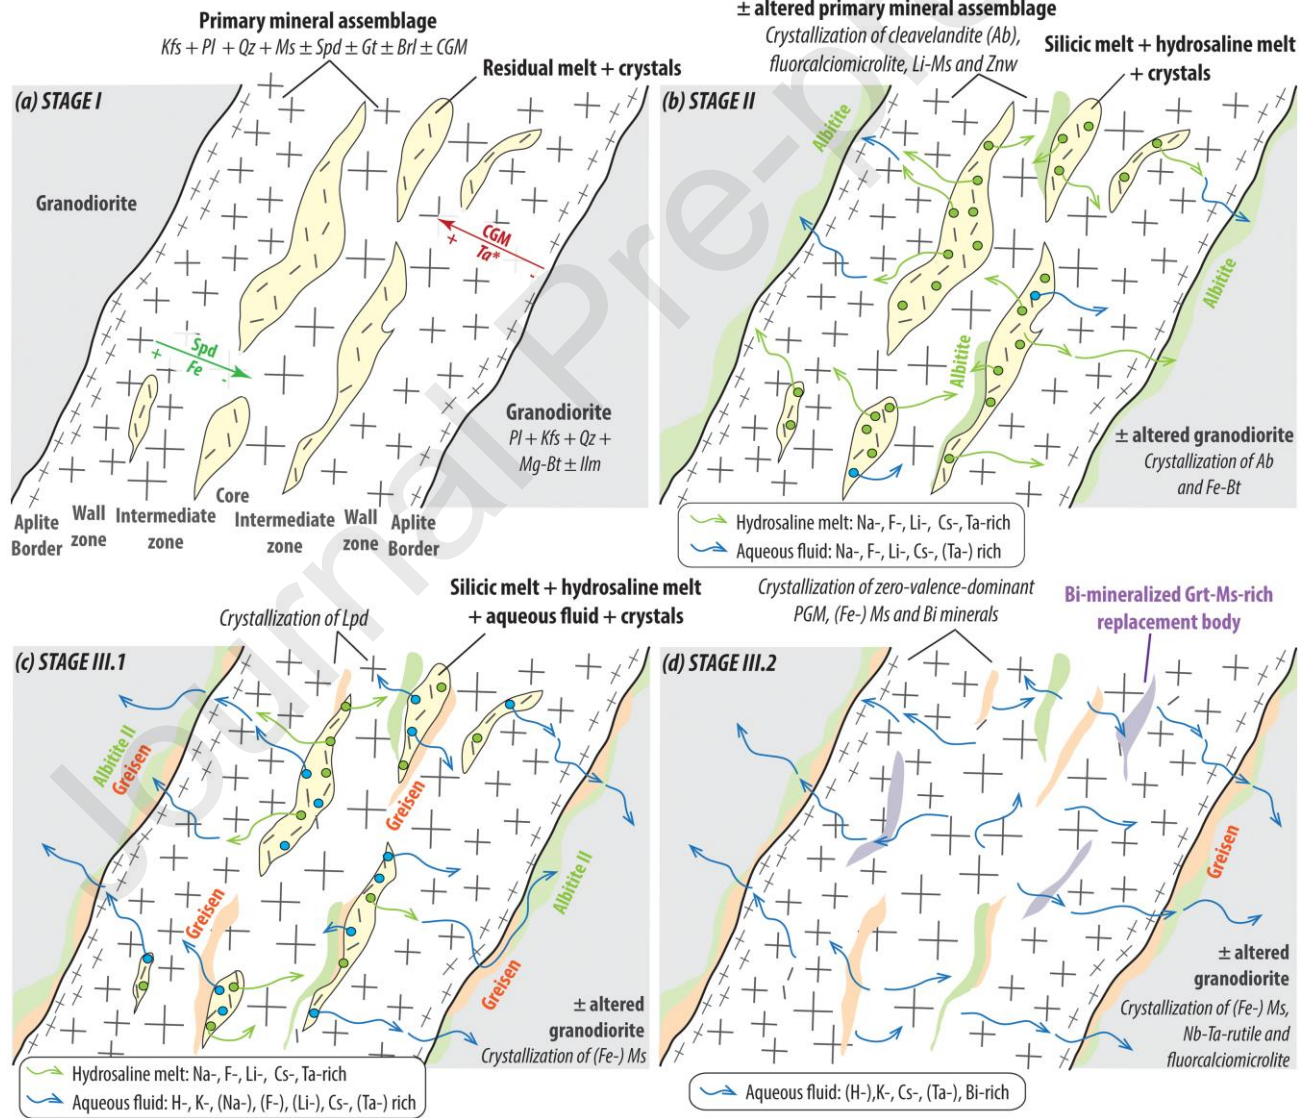 Primary mineral assemblage
Kfs + Pl + Qz + Ms ± Spd ± Gt ± Brl ± CGM
Residual melt + crystals
(a) STAGE I
Granodiorite
CGM
+ Ta* -
Spd
+ Fe -
Granodiorite
Pl + Kfs + Qz +
Mg-Bt ± Ilm
Aplite
Border
Wall
zone
Intermediate
zone
Core
Intermediate
zone
Wall
zone
Aplite
Border
± altered primary mineral assemblage
Crystallization of cleavelandite (Ab),
fluorcalciomicrolite, Li-Ms and Znw
Silicic melt + hydrosaline melt
+ crystals
(b) STAGE II
Albitite
Albitite
Albitite
± altered granodiorite
Crystallization of Ab
and Fe-Bt
Hydrosaline melt: Na-, F-, Li-, Cs-, Ta-rich
Aqueous fluid: Na-, F-, Li-, Cs-, (Ta-) rich
Crystallization of Lpd
Silicic melt + hydrosaline melt
+ aqueous fluid + crystals
(c) STAGE III.1
Albitite II
Greisen
Greisen
Greisen
Albitite II
Greisen
± altered
granodiorite
Crystallization of (Fe-) Ms
Hydrosaline melt: Na-, F-, Li-, Cs-, Ta-rich
Aqueous fluid: H-, K-, (Na-), (F-), (Li-), Cs-, (Ta-) rich
Crystallization of zero-valence-dominant
PGM, (Fe-) Ms and Bi minerals
Bi-mineralized Grt-Ms-rich
replacement body
(d) STAGE III.2
Greisen
± altered
granodiorite
Crystallization of (Fe-) Ms,
Nb-Ta-rutile and
fluorcalciomicrolite
Aqueous fluid: (H-),K-, Cs-, (Ta-), Bi-rich
Journal Pre-pro